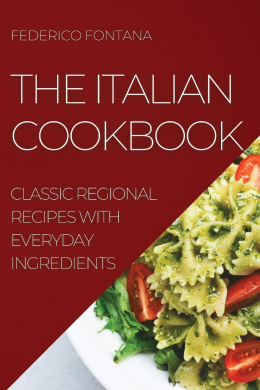 FEDERICO FONTANA
THE ITALIAN
COOKBOOK
CLASSIC REGIONAL
RECIPES WITH
EVERYDAY
INGREDIENTS